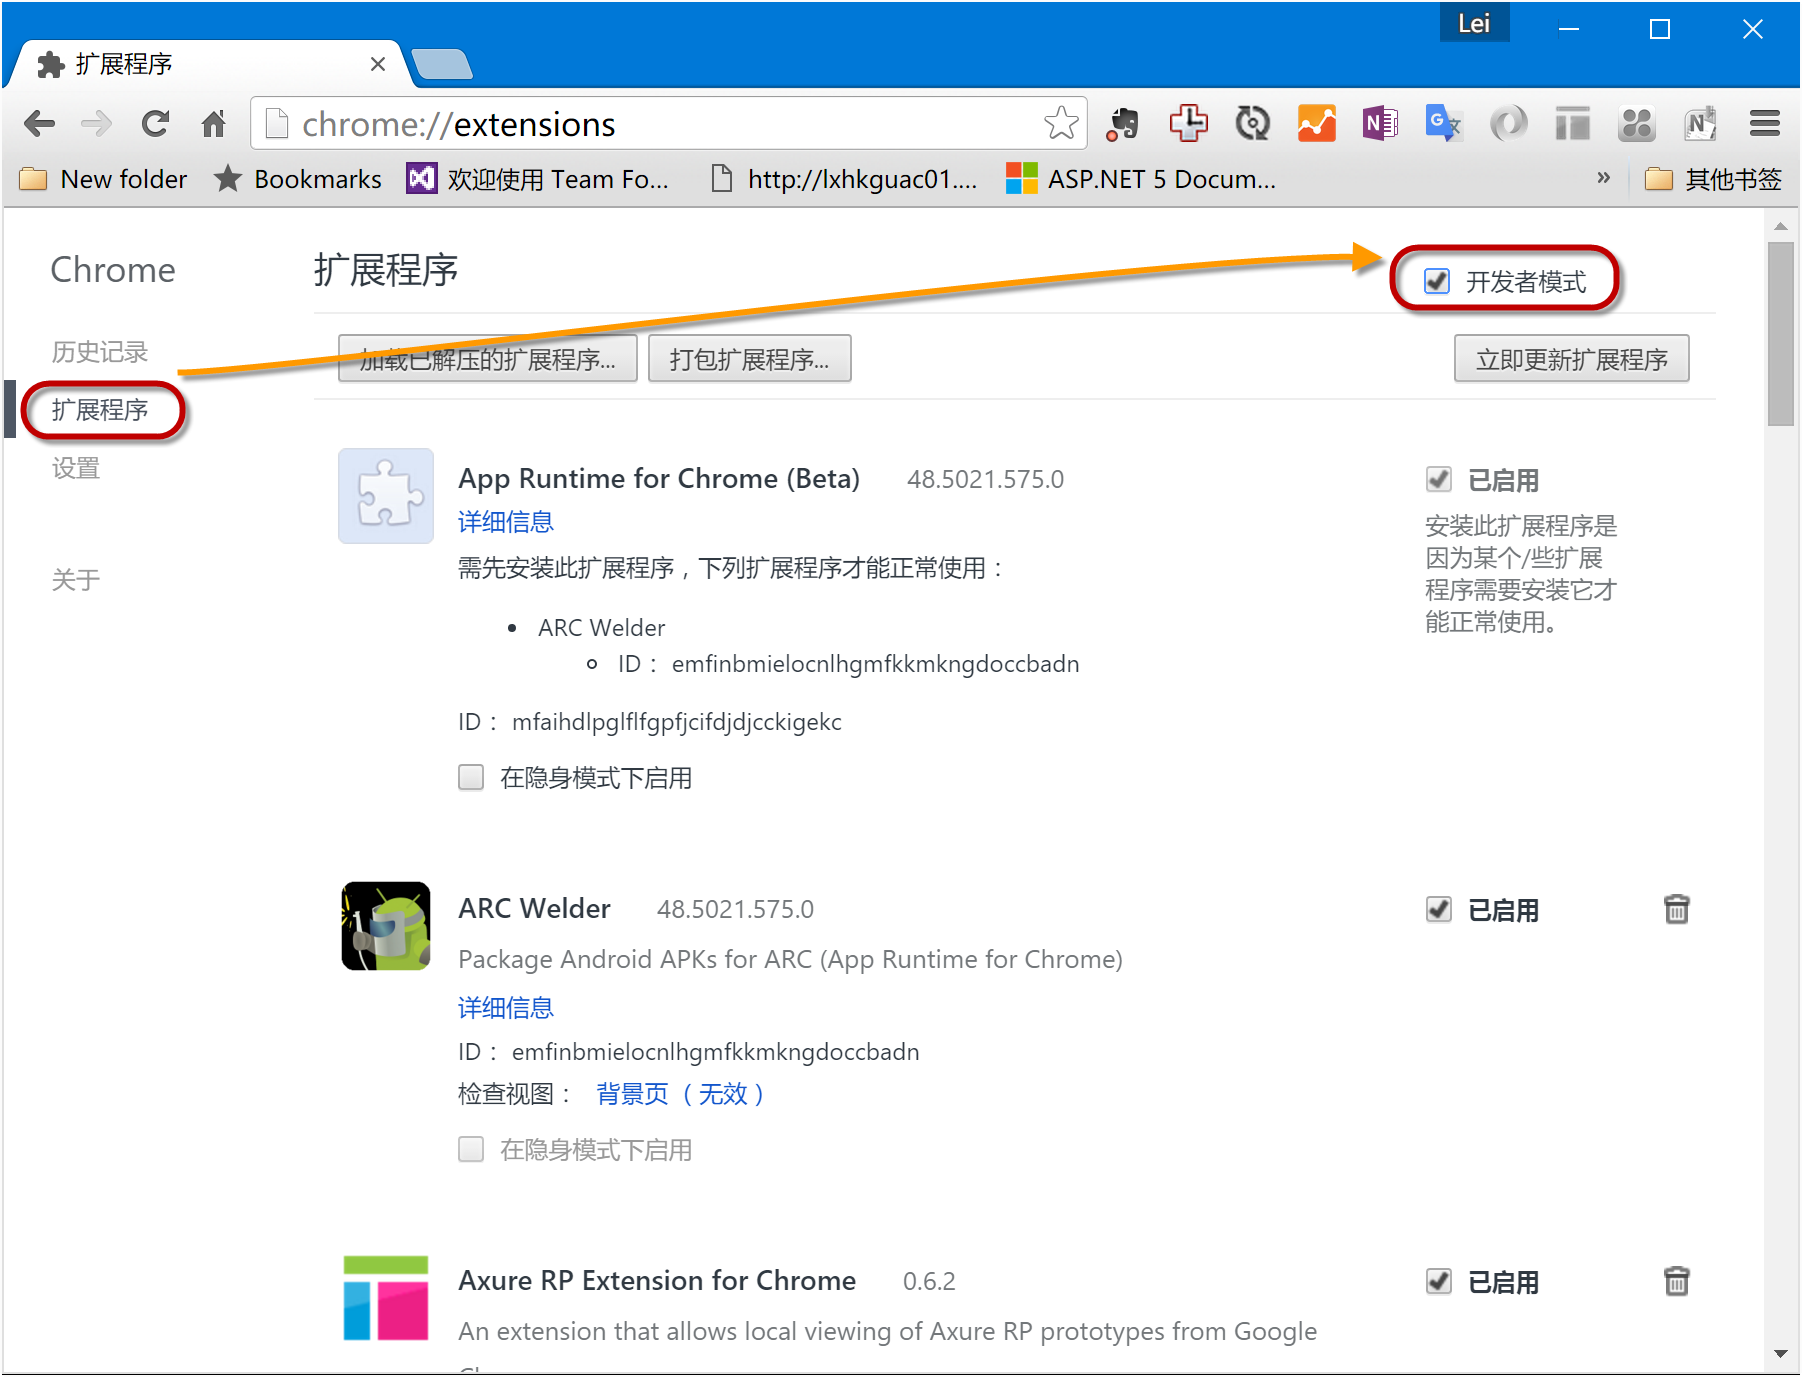 Lei
扩展程序
chrome://extensions
New folder
Bookmarks
欢迎使用 Team Fo...
http://lxhkguac01....
ASP.NET 5 Docum...
»
其他书签
Chrome
扩展程序
开发者模式
历史记录
加载已解压的扩展程序...
打包扩展程序...
立即更新扩展程序
扩展程序
设置
关于
App Runtime for Chrome (Beta) 48.5021.575.0
已启用
详细信息
安装此扩展程序是
因为某个/些扩展
程序需要安装它才
能正常使用。
需先安装此扩展程序，下列扩展程序才能正常使用：
ARC Welder
ID： emfinbmielocnlhgmfkkmkngdoccbadn
ID： mfaihdlpglflfgpfjcifdjdjcckigekc
在隐身模式下启用
ARC Welder 48.5021.575.0
已启用
Package Android APKs for ARC (App Runtime for Chrome)
详细信息
ID： emfinbmielocnlhgmfkkmkngdoccbadn
检查视图： 背景页（无效）
在隐身模式下启用
Axure RP Extension for Chrome 0.6.2
已启用
An extension that allows local viewing of Axure RP prototypes from Google